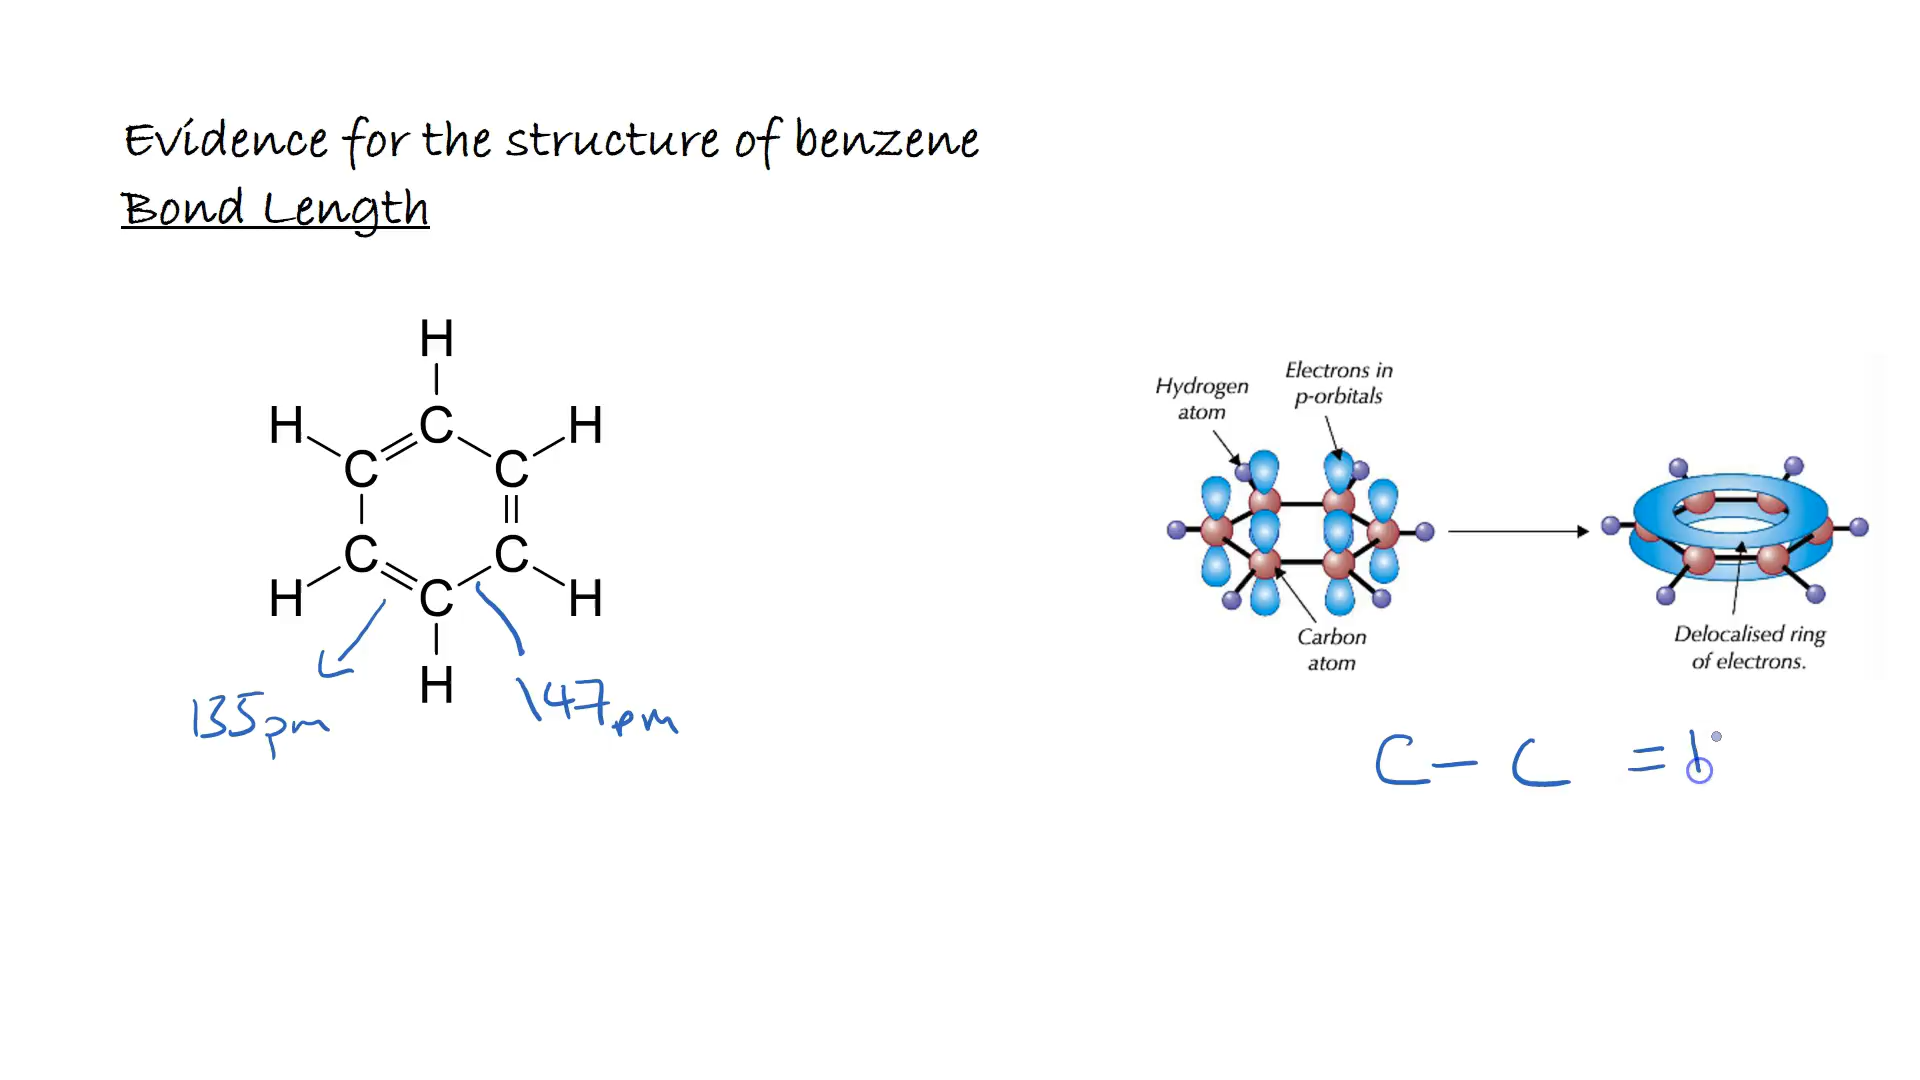 Evidence for the structure of benzene
Bond Length
H
H
H
C
C
C
C
C
C
H
H
H
135pm
147pm
Hydrogen
atom
Electrons in
p-orbitals
Carbon
atom
Delocalised ring
of electrons.
C – C = 1